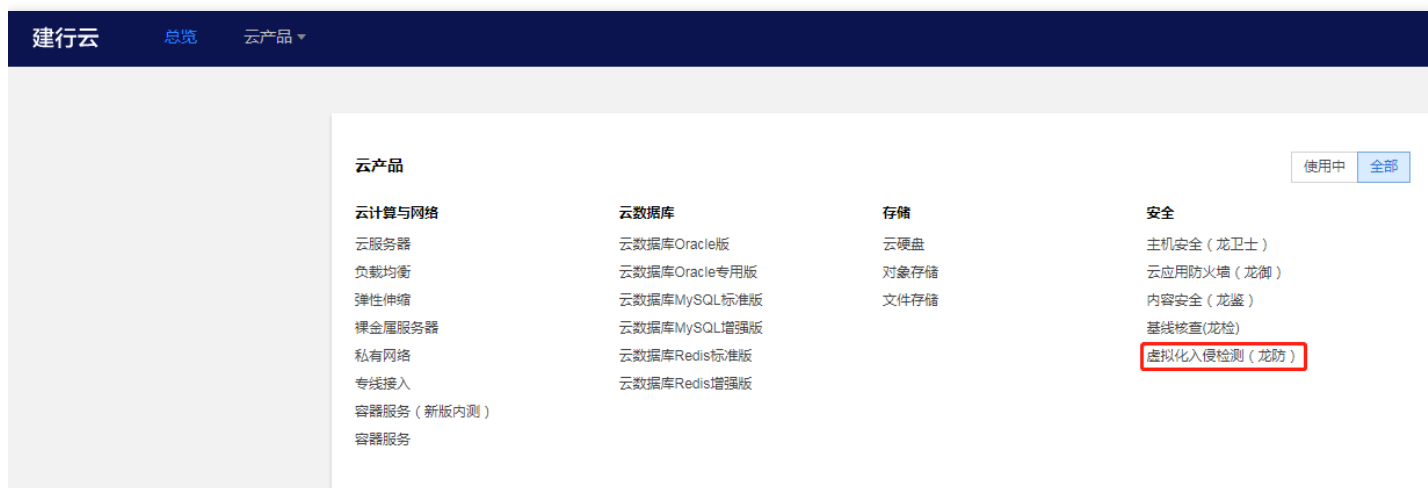 建行云 总览 云产品
云产品 使用中 全部
云计算与网络 云数据库 存储 安全
云服务器 云数据库Oracle版 云硬盘 主机安全（龙卫士）
负载均衡 云数据库Oracle专用版 对象存储 云应用防火墙（龙御）
弹性伸缩 云数据库MySQL标准版 文件存储 内容安全（龙鉴）
裸金属服务器 云数据库MySQL增强版 基线核查(龙检)
私有网络 云数据库Redis标准版 虚拟化入侵检测（龙防）
专线接入 云数据库Redis增强版
容器服务（新版内测）
容器服务